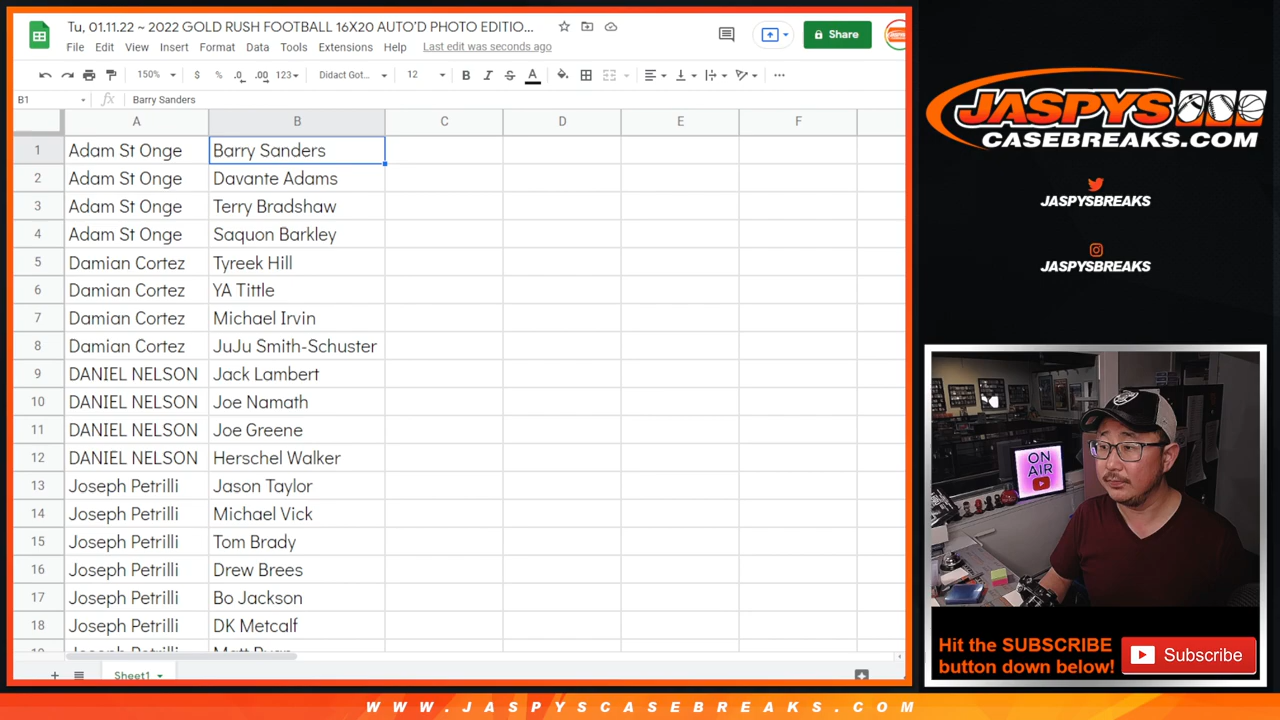 Tu, 01.11.22 ~ 2022 GOLD RUSH FOOTBALL 16X20 AUTO'D PHOTO EDITIO...
File Edit View Insert Format Data Tools Extensions Help Last edit was seconds ago
Share
150% $ % .0 .00 123 Didact Got... 12 B I S A
B1 fx Barry Sanders
A B C D E F
1 Adam St Onge Barry Sanders
2 Adam St Onge Davante Adams
3 Adam St Onge Terry Bradshaw
4 Adam St Onge Saquon Barkley
5 Damian Cortez Tyreek Hill
6 Damian Cortez YA Tittle
7 Damian Cortez Michael Irvin
8 Damian Cortez JuJu Smith-Schuster
9 DANIEL NELSON Jack Lambert
10 DANIEL NELSON Joe Namath
11 DANIEL NELSON Joe Greene
12 DANIEL NELSON Herschel Walker
13 Joseph Petrilli Jason Taylor
14 Joseph Petrilli Michael Vick
15 Joseph Petrilli Tom Brady
16 Joseph Petrilli Drew Brees
17 Joseph Petrilli Bo Jackson
18 Joseph Petrilli DK Metcalf
19 Joseph Petrilli Matt Ryan
Sheet1
JASPYS
CASEBREAKS.COM
JASPYSBREAKS
JASPYSBREAKS
ON
AIR
Hit the SUBSCRIBE
button down below!
Subscribe
WWW.JASPYSCASEBREAKS.COM